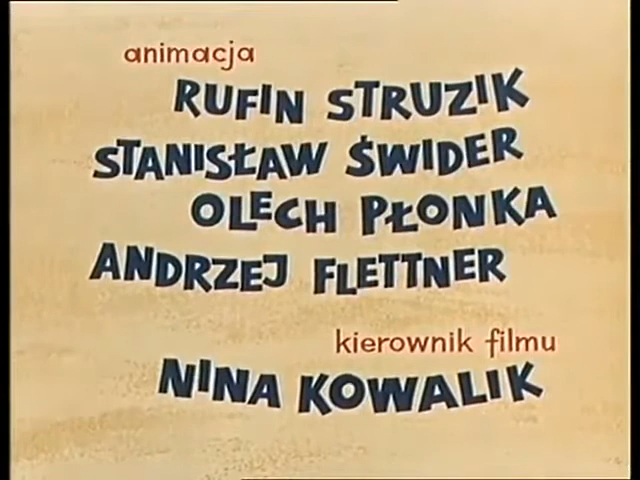 animacja
RUFIN STRUZIK
STANISŁAW ŚWIDER
OLECH PŁONKA
ANDRZEJ FLETTNER
kierownik filmu
NINA KOWALIK